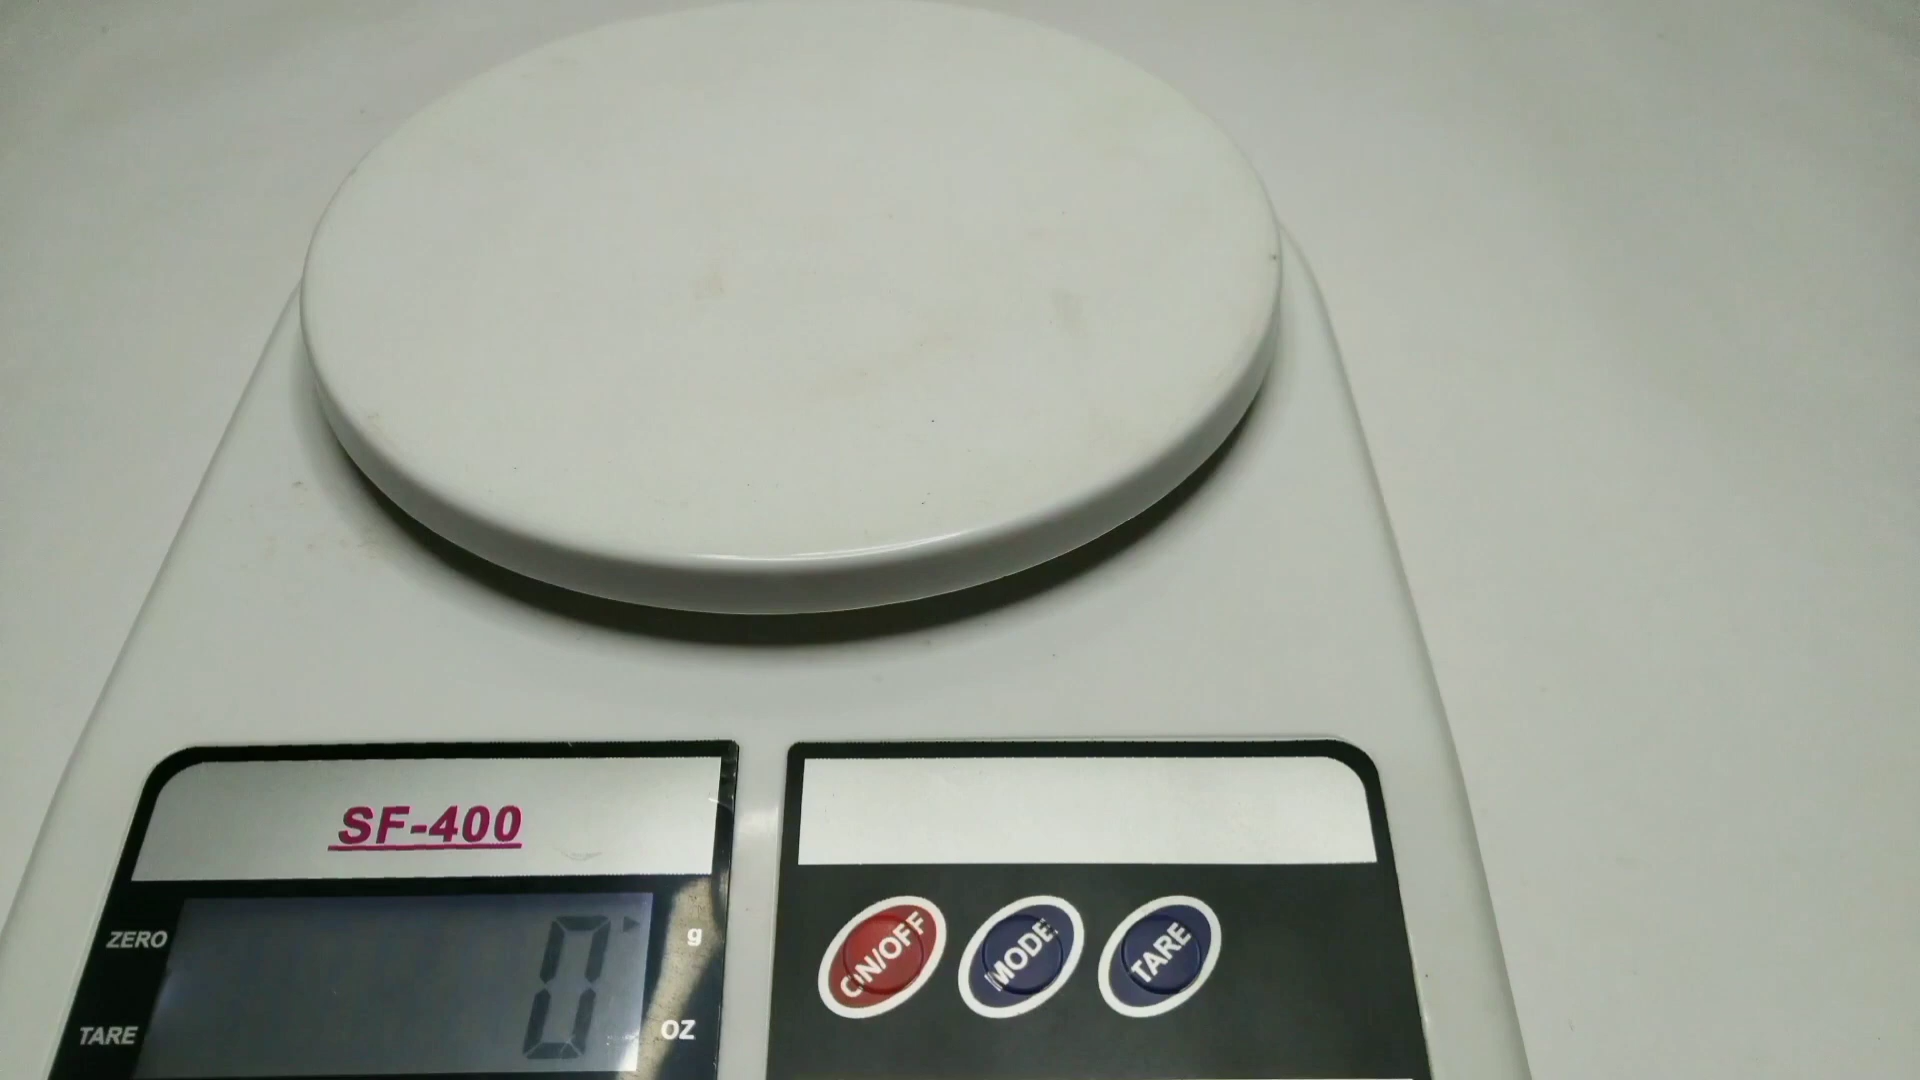 SF-400
ZERO
0
g
TARE
OZ
ON/OFF
MODE
TARE